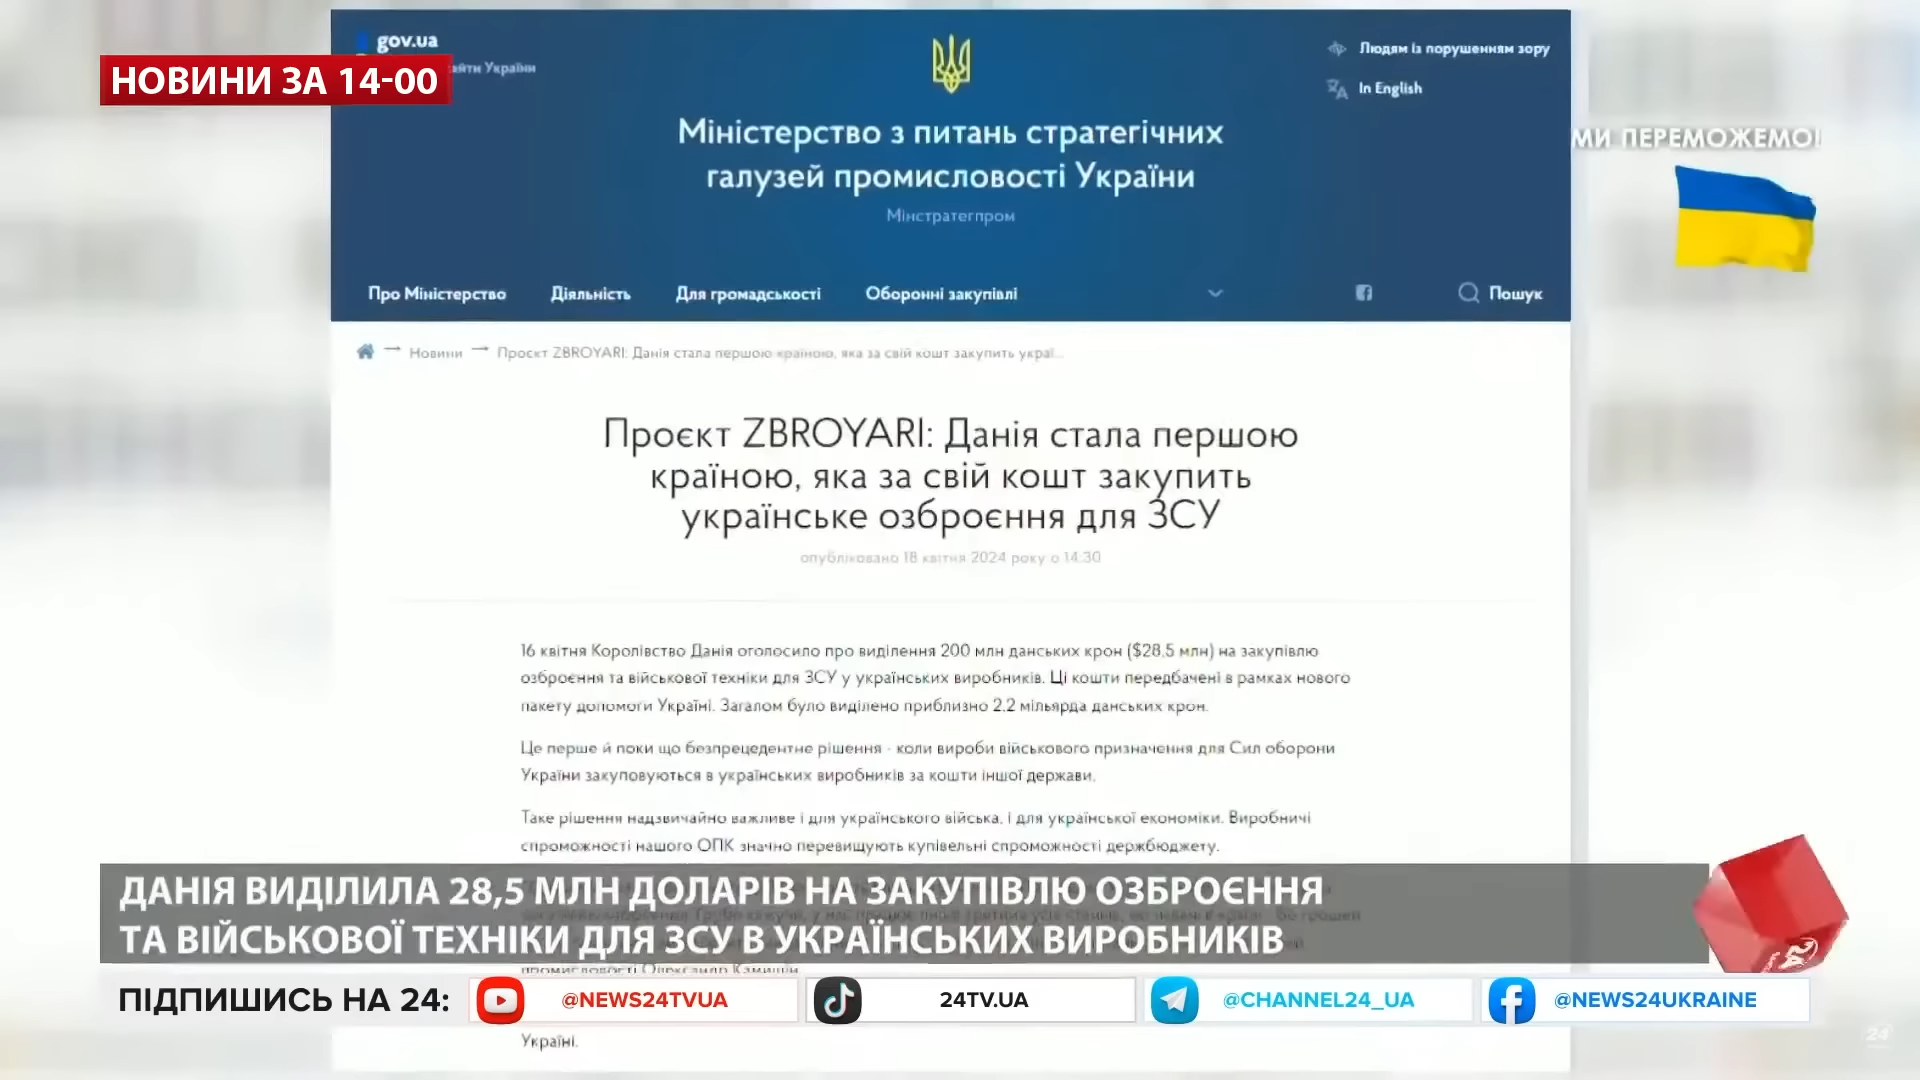 gov.ua
айти України
НОВИНИ ЗА 14-00
Людям із порушенням зору
In English
Міністерство з питань стратегічних
галузей промисловості України
Мінстратегпром
МИ ПЕРЕМОЖЕМО!
Про Міністерство Діяльність Для громадськості Оборонні закупівлі Пошук
Новини Проєкт ZBROYARI: Данія стала першою країною, яка за свій кошт закупить украї...
Проєкт ZBROYARI: Данія стала першою
країною, яка за свій кошт закупить
українське озброєння для ЗСУ
опубліковано 18 квітня 2024 року о 14:30
16 квітня Королівство Данія оголосило про виділення 200 млн данських крон ($28,5 млн) на закупівлю
озброєння та військової техніки для ЗСУ у українських виробників. Ці кошти передбачені в рамках нового
пакету допомоги Україні. Загалом було виділено приблизно 2,2 мільярда данських крон.
Це перше й поки що безпрецедентне рішення - коли вироби військового призначення для Сил оборони
України закуповуються в українських виробників за кошти іншої держави.
Таке рішення надзвичайно важливе і для українського війська, і для української економіки. Виробничі
спроможності нашого ОПК значно перевищують купівельні спроможності держбюджету.
ДАНІЯ ВИДІЛИЛА 28,5 МЛН ДОЛАРІВ НА ЗАКУПІВЛЮ ОЗБРОЄННЯ
ТА ВІЙСЬКОВОЇ ТЕХНІКИ ДЛЯ ЗСУ В УКРАЇНСЬКИХ ВИРОБНИКІВ
промисловості Олександр Камишін
ПІДПИШИСЬ НА 24: @NEWS24TVUA 24TV.UA @CHANNEL24_UA @NEWS24UKRAINE
Україні.
24